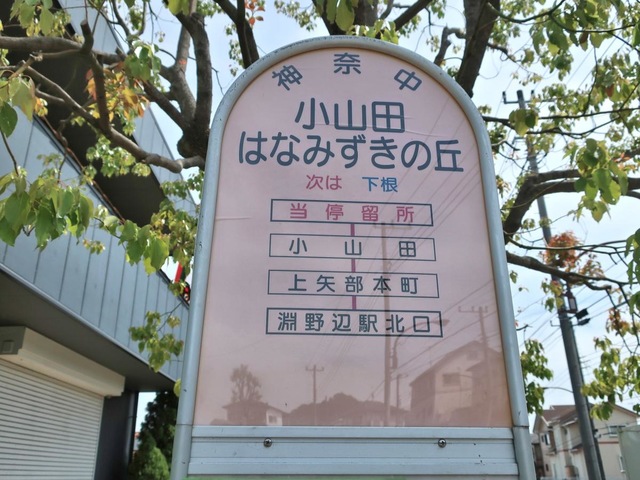 神奈中
小山田
はなみずきの丘
次は 下根
当停留所
小山田
上矢部本町
淵野辺駅北口